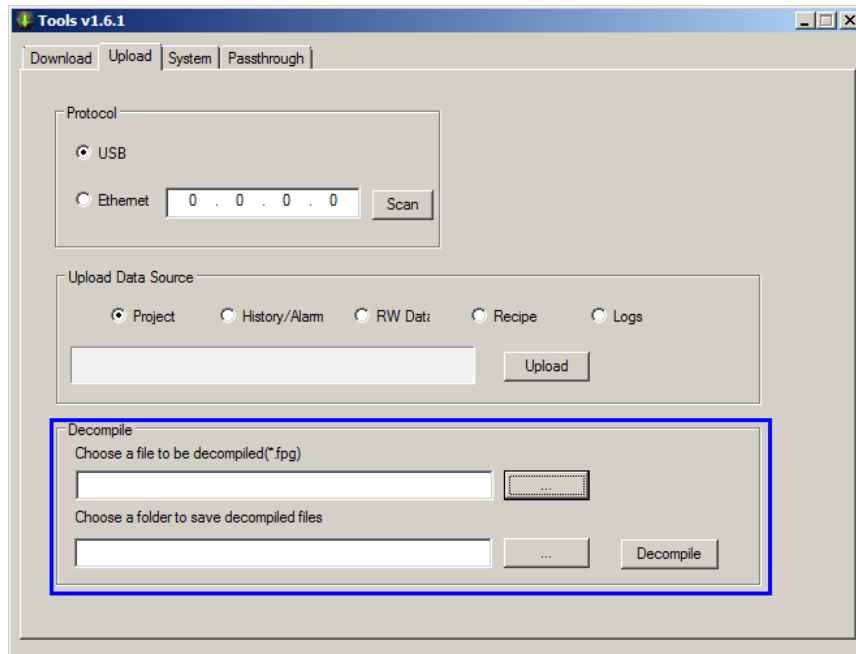 Tools v1.6.1
Download Upload System Passthrough
Protocol
USB
Ethernet 0 . 0 . 0 . 0 Scan
Upload Data Source
Project History/Alarm RW Data Recipe Logs
Upload
Decompile
Choose a file to be decompiled(*.fpg)
...
Choose a folder to save decompiled files
... Decompile